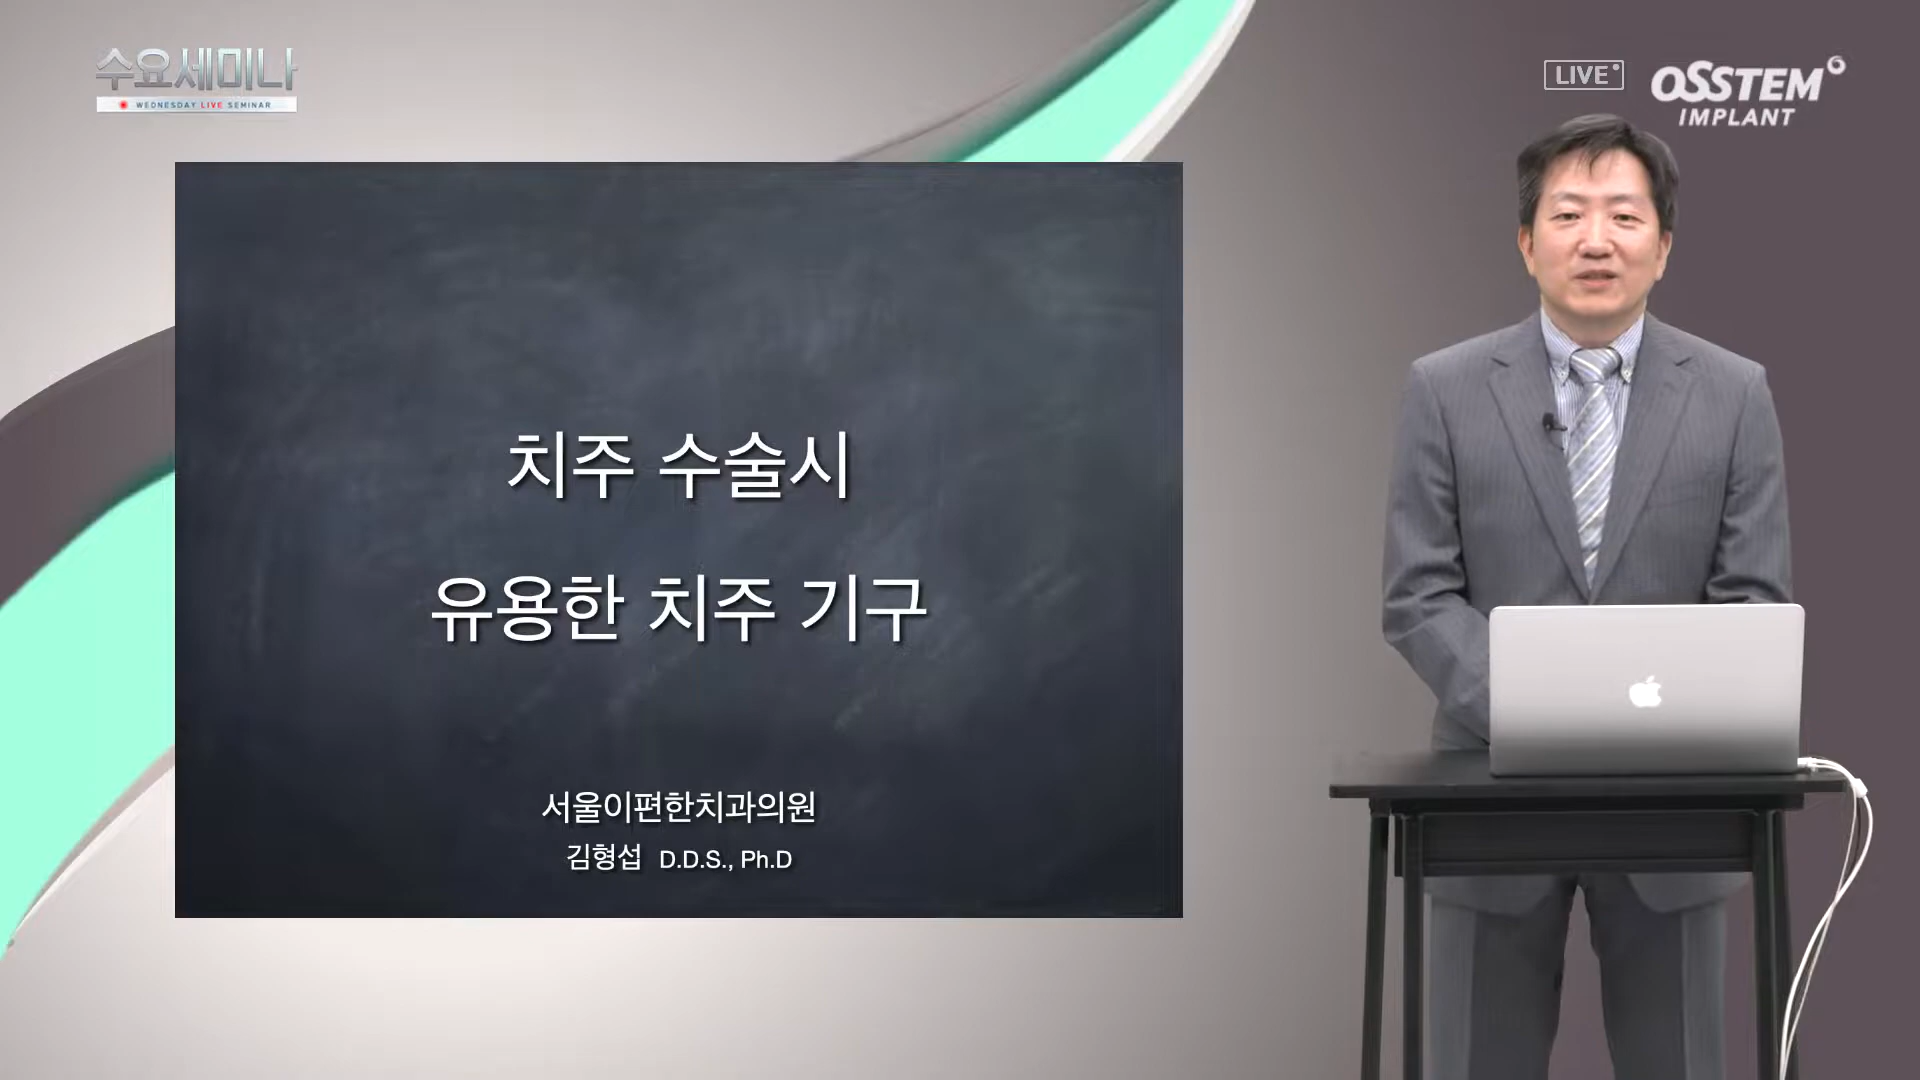 수요세미나
WEDNESDAY LIVE SEMINAR
LIVE
OSSTEM
IMPLANT
치주 수술시
유용한 치주 기구
서울이편한치과의원
김형섭 D.D.S., Ph.D